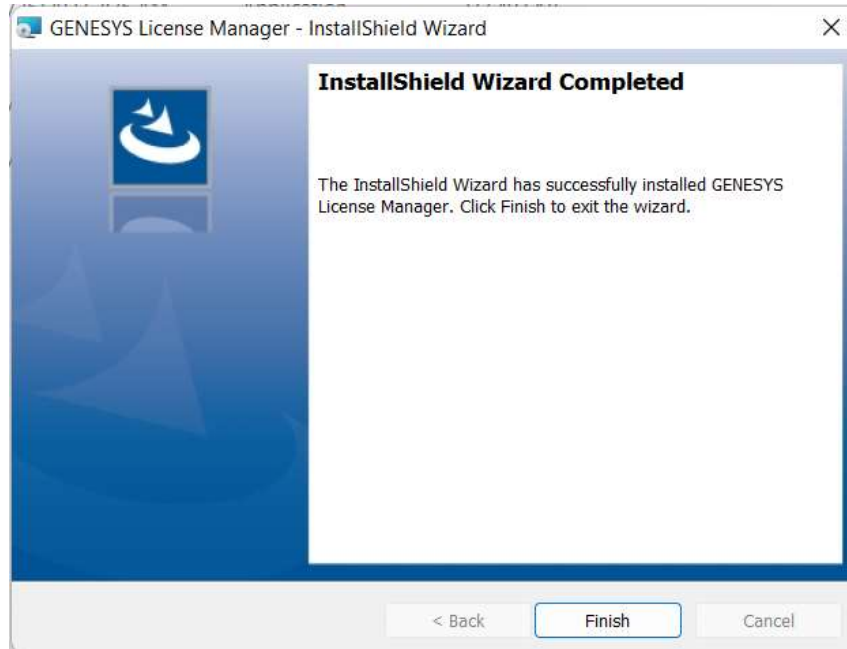 GENESYS License Manager - InstallShield Wizard
InstallShield Wizard Completed
The InstallShield Wizard has successfully installed GENESYS
License Manager. Click Finish to exit the wizard.
< Back
Finish
Cancel